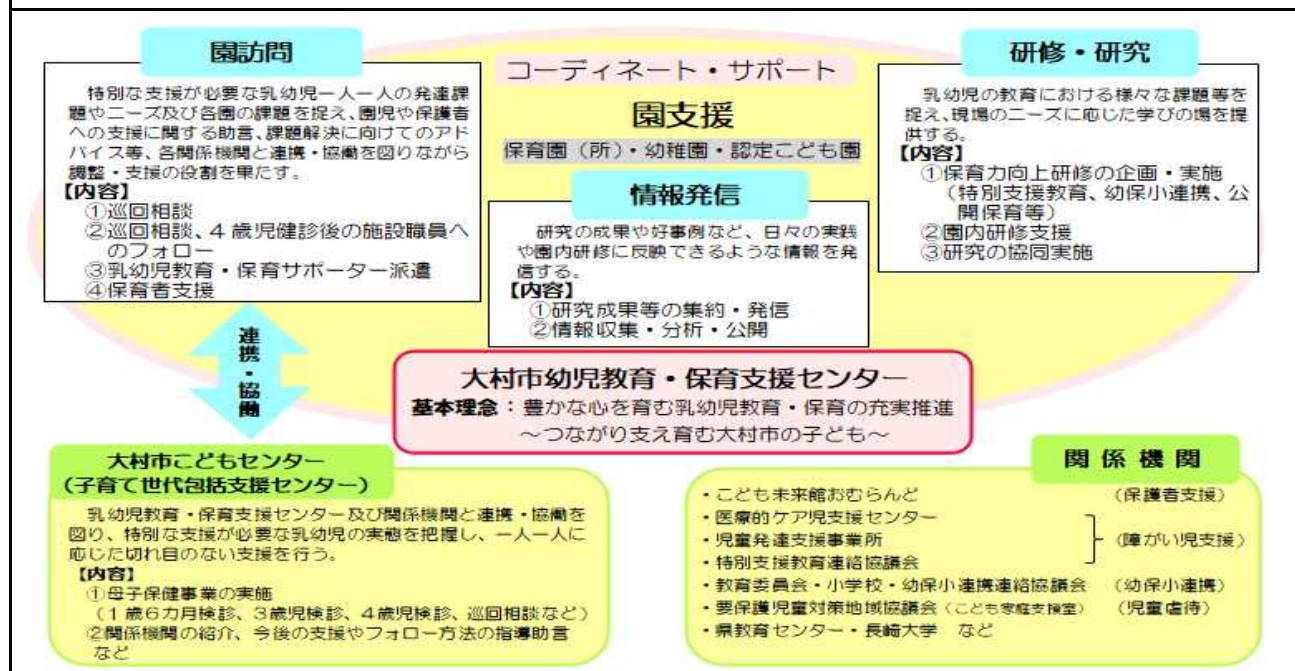 園訪問
特別な支援が必要な乳幼児一人一人の発達課
題やニーズ及び各園の課題を捉え、園児や保護者
への支援に関する助言、課題解決に向けてのアド
バイス等、各関係機関と連携・協働を図りながら
調整・支援の役割を果たす。
【内容】
①巡回相談
②巡回相談、4歳児健診後の施設職員へ
のフォロー
③乳幼児教育・保育サポーター派遣
④保育者支援
コーディネート・サポート
園支援
保育園(所)・幼稚園・認定こども園
情報発信
研究の成果や好事例など、日々の実践
や園内研修に反映できるような情報を発
信する。
【内容】
①研究成果等の集約・発信
②情報収集・分析・公開
研修・研究
乳幼児の教育における様々な課題等を
捉え、現場のニーズに応じた学びの場を提
供する。
【内容】
①保育力向上研修の企画・実施
(特別支援教育、幼保小連携、公
開保育等)
②園内研修支援
③研究の協同実施
連携・協働
大村市幼児教育・保育支援センター
基本理念:豊かな心を育む乳幼児教育・保育の充実推進
~つながり支え育む大村市の子ども~
大村市こどもセンター
(子育て世代包括支援センター)
乳幼児教育・保育支援センター及び関係機関と連携・協働を
図り、特別な支援が必要な乳幼児の実態を把握し、一人一人に
応じた切れ目のない支援を行う。
【内容】
①母子保健事業の実施
(1歳6カ月検診、3歳児検診、4歳児検診、巡回相談など)
②関係機関の紹介、今後の支援やフォロー方法の指導助言
など
関係機関
・こども未来館おむらんど (保護者支援)
・医療的ケア児支援センター
・児童発達支援事業所 (障がい児支援)
・特別支援教育連絡協議会
・教育委員会・小学校・幼保小連携連絡協議会 (幼保小連携)
・要保護児童対策地域協議会(こども家庭支援室) (児童虐待)
・県教育センター・長崎大学 など